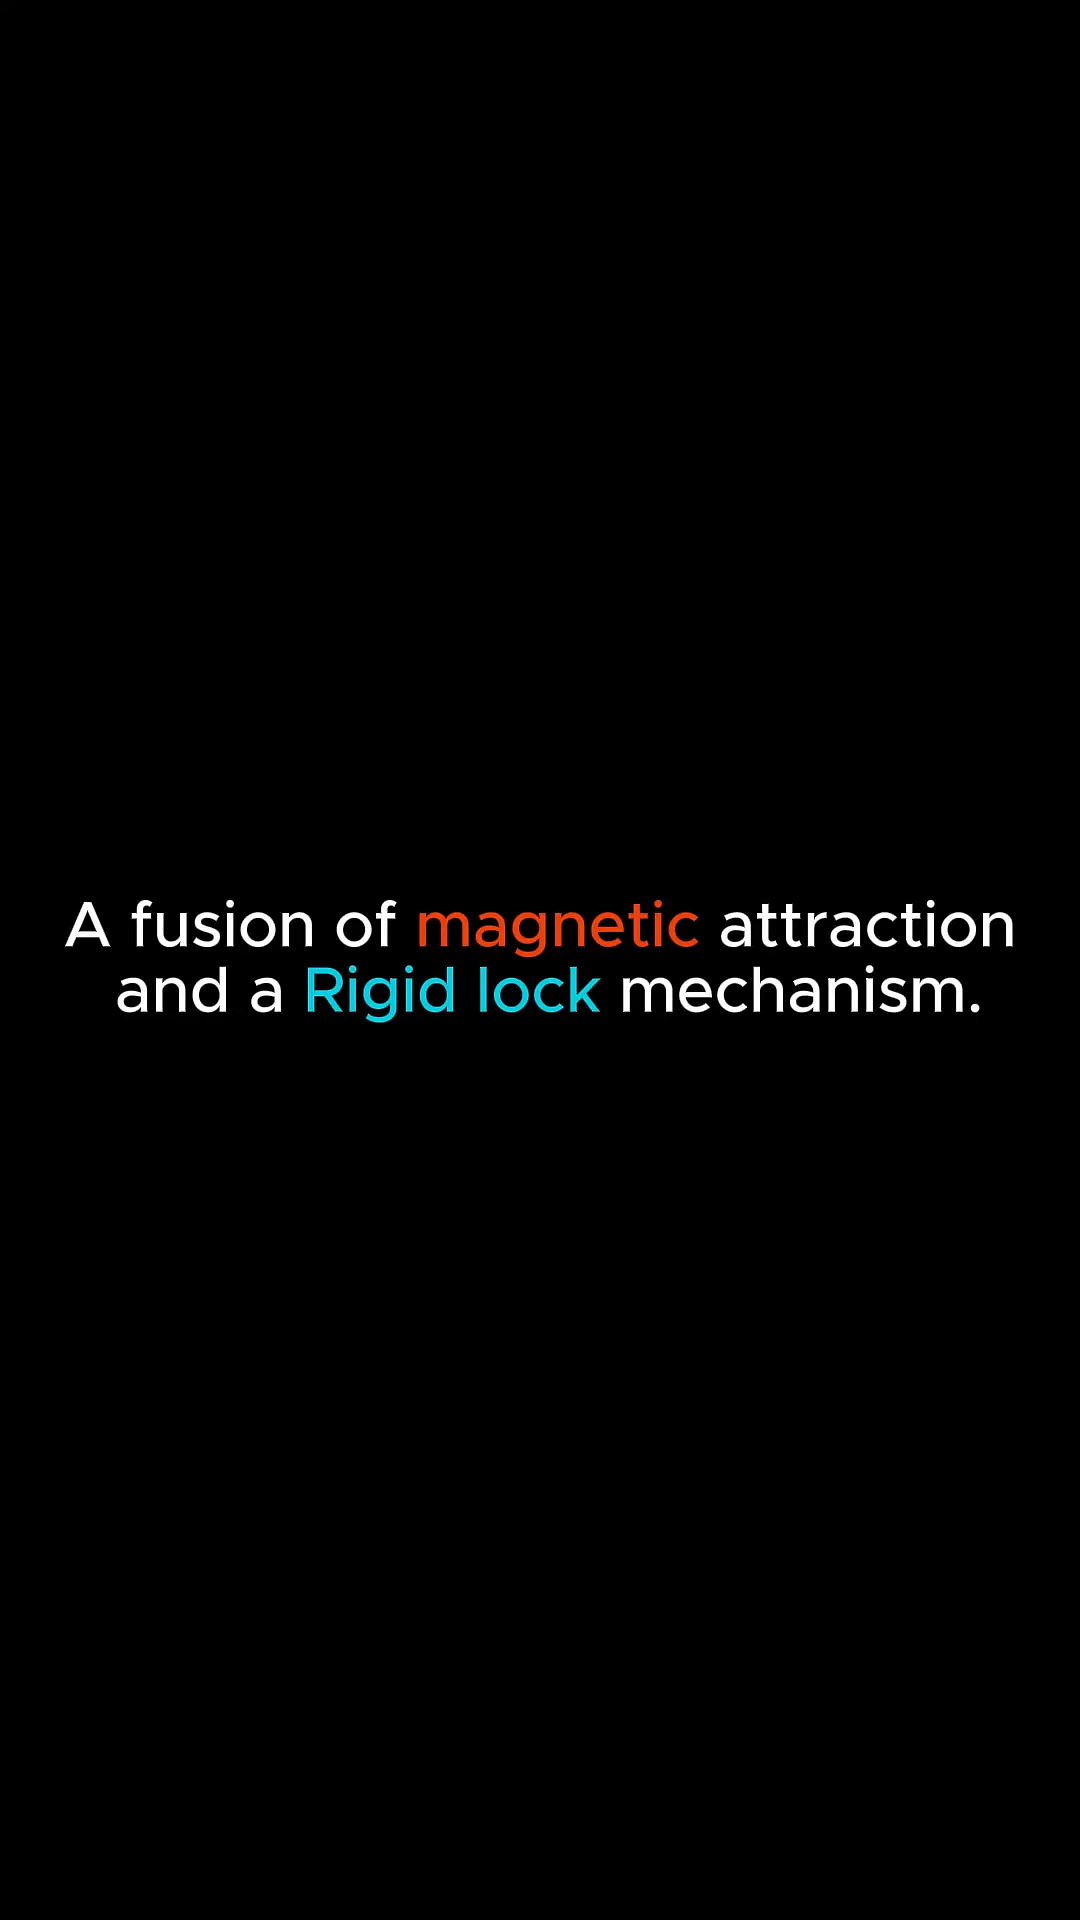 A fusion of magnetic attraction
and a Rigid lock mechanism.